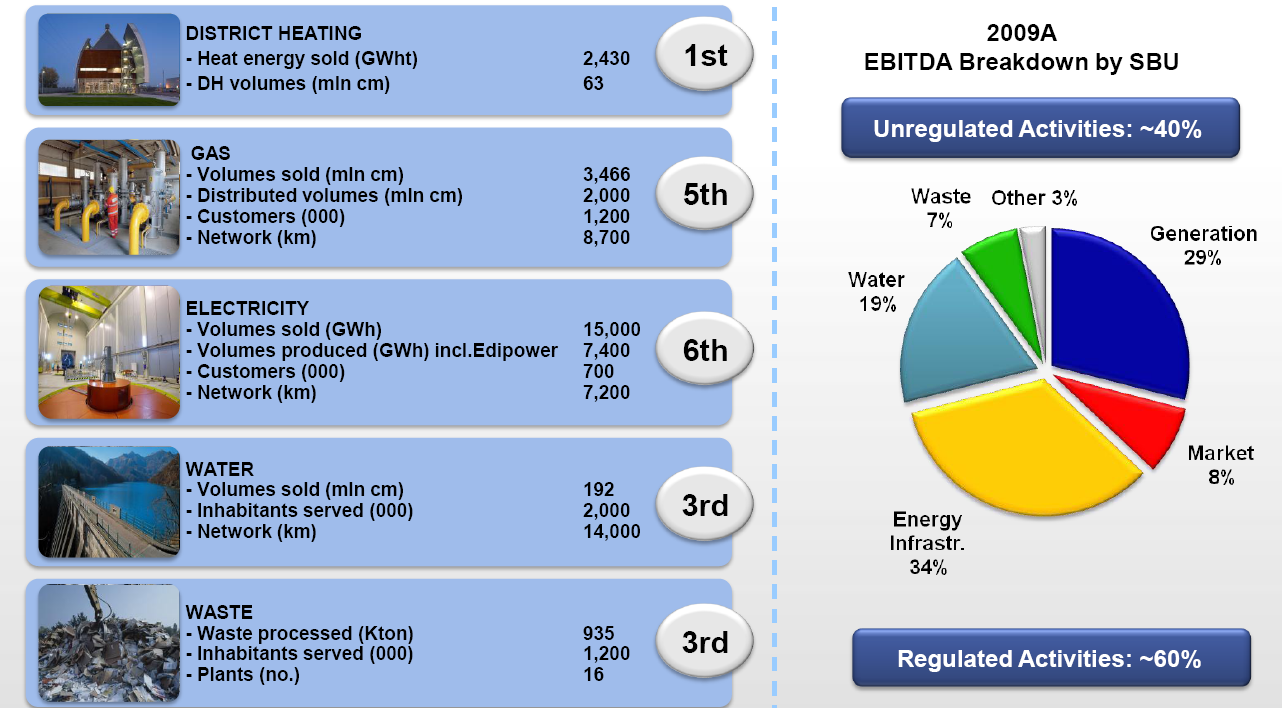 DISTRICT HEATING
- Heat energy sold (GWht) 2,430
- DH volumes (mln cm) 63
1st
GAS
- Volumes sold (mln cm) 3,466
- Distributed volumes (mln cm) 2,000
- Customers (000) 1,200
- Network (km) 8,700
5th
ELECTRICITY
- Volumes sold (GWh) 15,000
- Volumes produced (GWh) incl.Edipower 7,400
- Customers (000) 700
- Network (km) 7,200
6th
WATER
- Volumes sold (mln cm) 192
- Inhabitants served (000) 2,000
- Network (km) 14,000
3rd
WASTE
- Waste processed (Kton) 935
- Inhabitants served (000) 1,200
- Plants (no.) 16
3rd
2009A
EBITDA Breakdown by SBU
Unregulated Activities: ~40%
Waste
7%
Other 3%
Generation
29%
Water
19%
Market
8%
Energy
Infrastr.
34%
Regulated Activities: ~60%